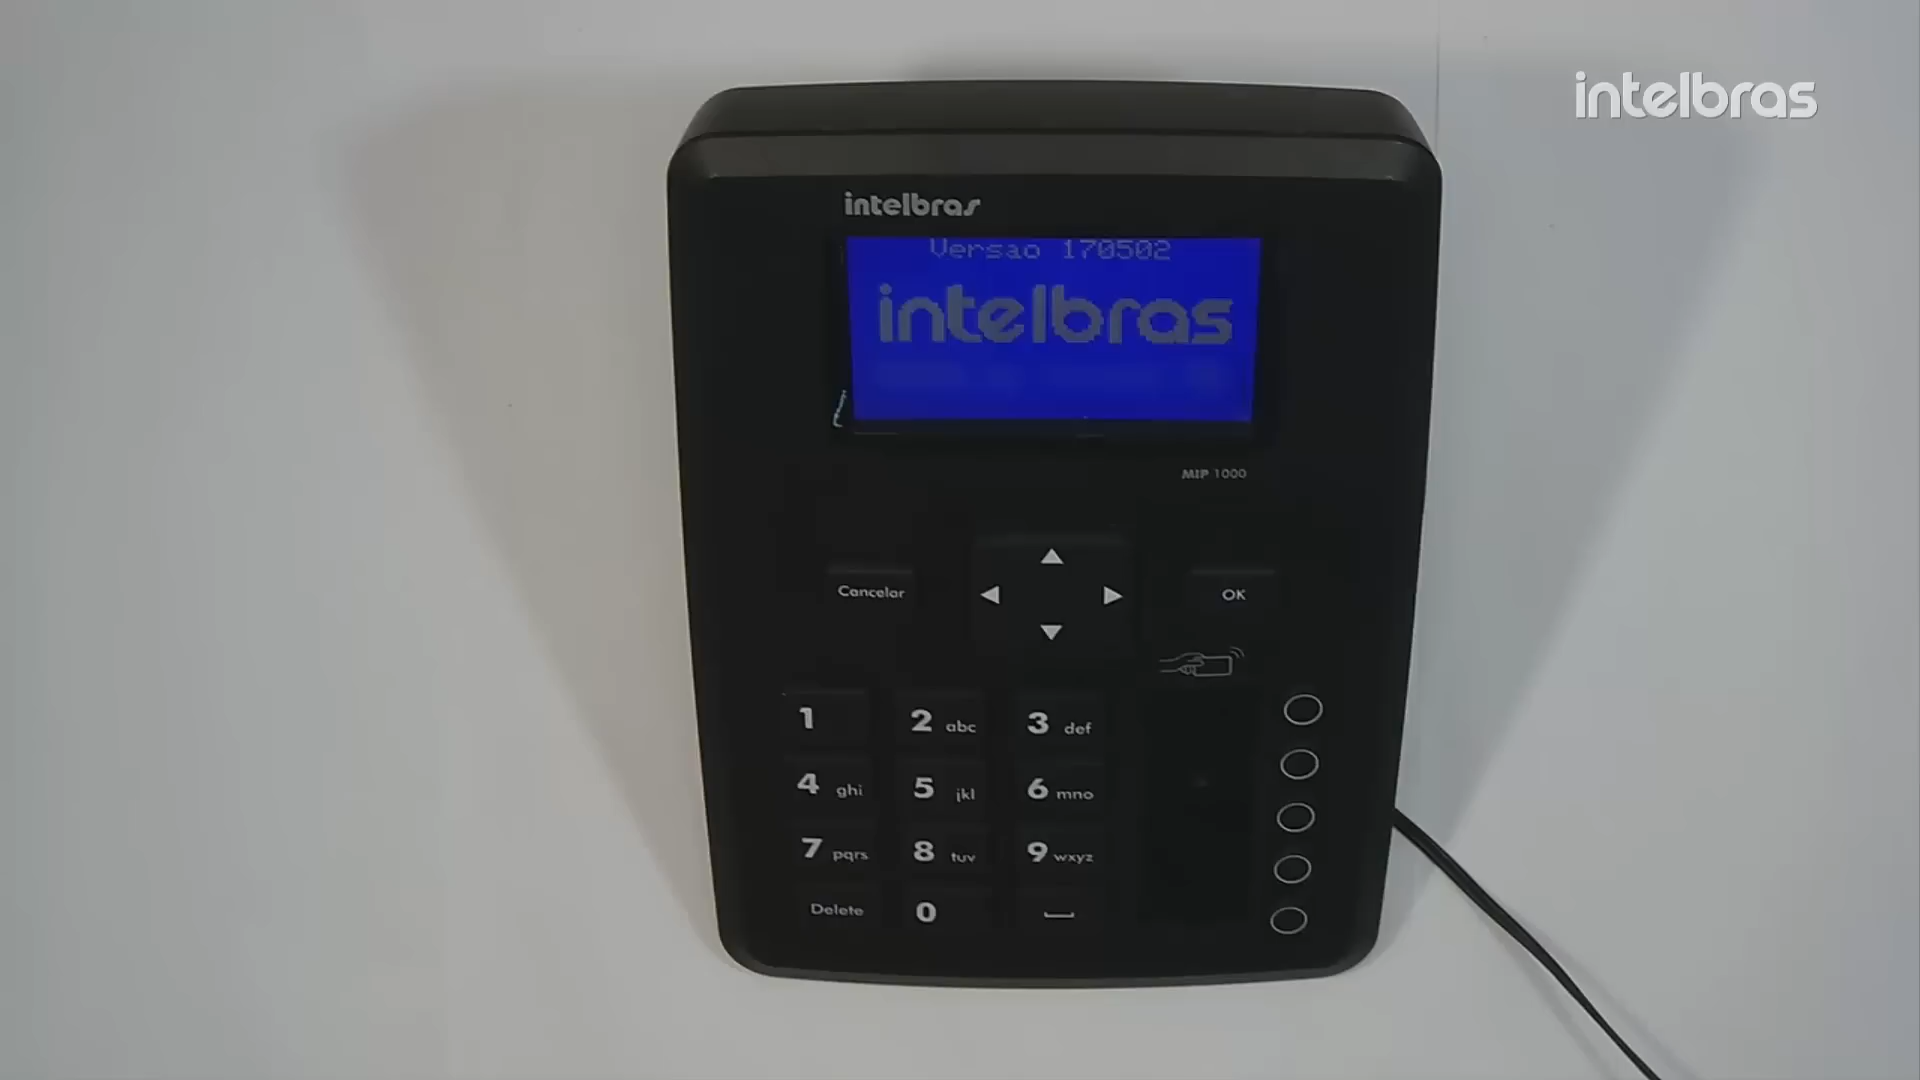 intelbras
intelbras
Versao 170502
intelbras
MIP 1000
Cancelar
OK
1
2 abc
3 def
4 ghi
5 jkl
6 mno
7 pqrs
8 tuv
9 wxyz
Delete
0